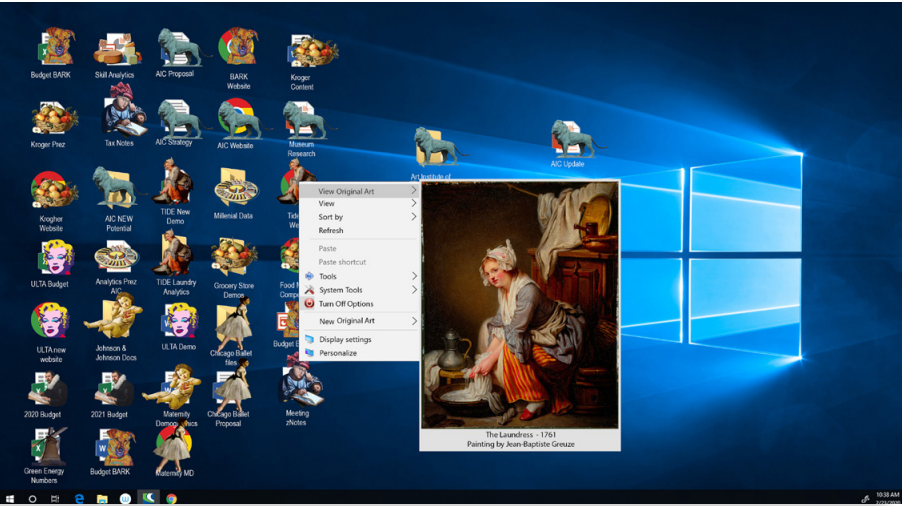 Budget BARK
Skill Analytics
AIC Proposal
BARK
Website
Kroger
Content
Kroger Prez
Tax Notes
AIC Strategy
AIC Website
Museum
Research
Art Institute of
AIC Update
Krogher
Website
AIC NEW
Potential
TIDE New
Demo
Millenial Data
ULTA Budget
Analytics Prez
AIC
TIDE Laundry
Analytics
Grocery Store
Demos
Food
ULTA new
website
Johnson &
Johnson Docs
ULTA Demo
Chicago Ballet
files
Budget
2020 Budget
2021 Budget
Maternity
Chicago Ballet
Proposal
Meeting
zNotes
Green Energy
Numbers
Budget BARK
Maternity MD
View Original Art
View
Sort by
Refresh
Paste
Paste shortcut
Tools
System Tools
Turn Off Options
New Original Art
Display settings
Personalize
The Laundress - 1761
Painting by Jean-Baptiste Greuze
10:38 AM